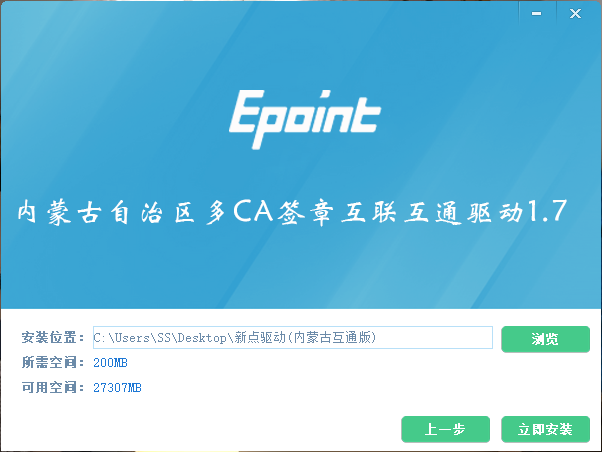 Epoint
内蒙古自治区多CA签章互联互通驱动1.7
安装位置： C:\Users\SS\Desktop\新点驱动(内蒙古互通版) 浏览
所需空间： 200MB
可用空间： 27307MB
上一步 立即安装